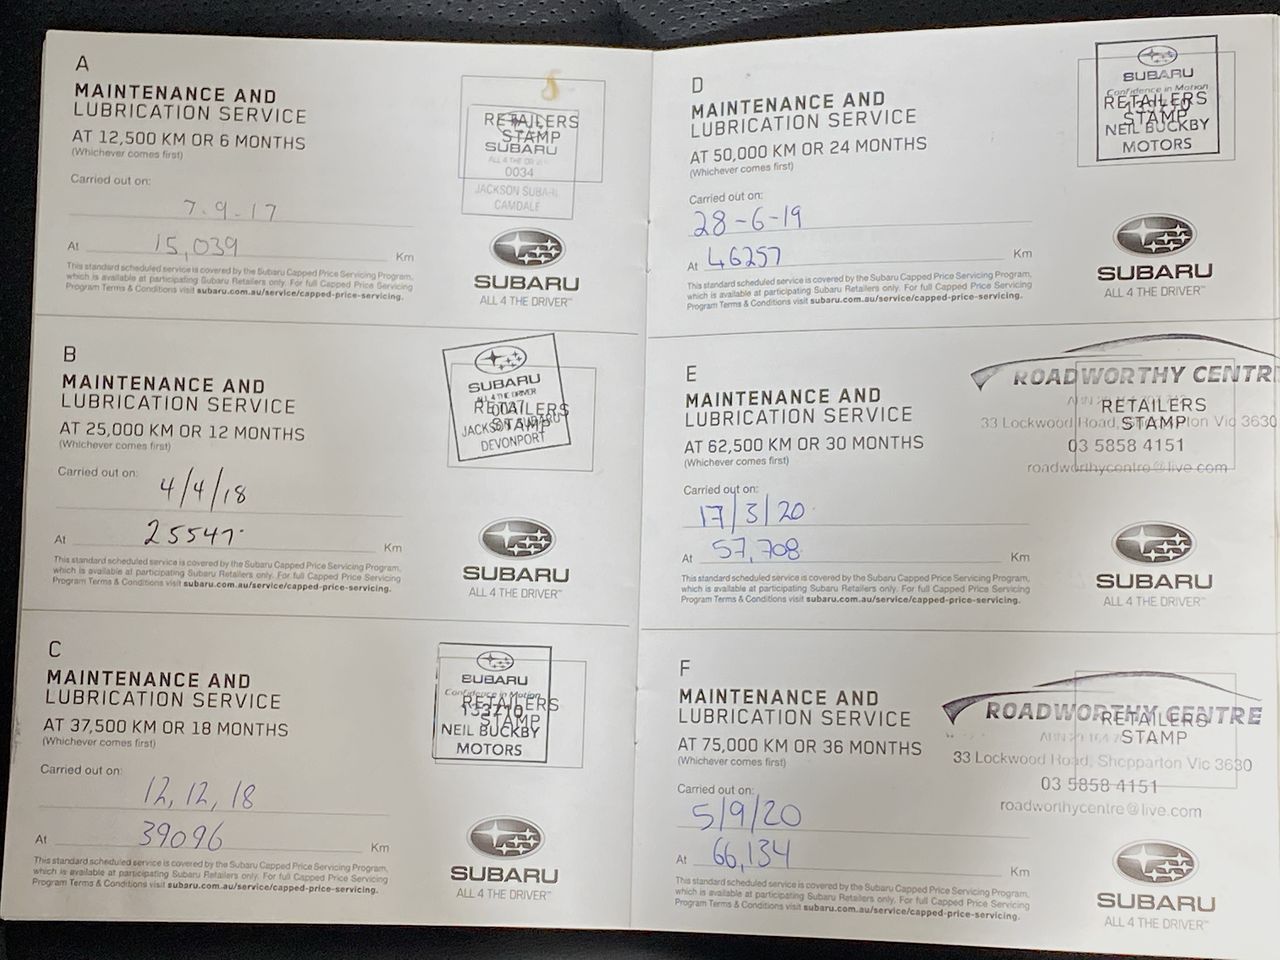 A
MAINTENANCE AND
LUBRICATION SERVICE
AT 12,500 KM OR 6 MONTHS
(Whichever comes first)
Carried out on:
7.9.17
At 15,039 Km
This standard scheduled service is covered by the Subaru Capped Price Servicing Program,
which is available at participating Subaru Retailers only. For full Capped Price Servicing
Program Terms & Conditions visit subaru.com.au/service/capped-price-servicing.
RETAILERS
STAMP
SUBARU
ALL 4 THE
0034
JACKSON SUBARU
CAMDALE
SUBARU
ALL 4 THE DRIVER™
B
MAINTENANCE AND
LUBRICATION SERVICE
AT 25,000 KM OR 12 MONTHS
(Whichever comes first)
Carried out on:
4/4/18
At 25547 Km
This standard scheduled service is covered by the Subaru Capped Price Servicing Program,
which is available at participating Subaru Retailers only. For full Capped Price Servicing
Program Terms & Conditions visit subaru.com.au/service/capped-price-servicing.
SUBARU
ALL 4 THE DRIVER
RETAILERS
STAMP
JACKSON SUBARU
DEVONPORT
SUBARU
ALL 4 THE DRIVER™
C
MAINTENANCE AND
LUBRICATION SERVICE
AT 37,500 KM OR 18 MONTHS
(Whichever comes first)
Carried out on:
12,12,18
At 39096 Km
This standard scheduled service is covered by the Subaru Capped Price Servicing Program,
which is available at participating Subaru Retailers only. For full Capped Price Servicing
Program Terms & Conditions visit subaru.com.au/service/capped-price-servicing.
SUBARU
Confidence in Motion
RETAILERS
STAMP
NEIL BUCKBY
MOTORS
SUBARU
ALL 4 THE DRIVER™
D
MAINTENANCE AND
LUBRICATION SERVICE
AT 50,000 KM OR 24 MONTHS
(Whichever comes first)
Carried out on:
28-6-19
At 46257 Km
This standard scheduled service is covered by the Subaru Capped Price Servicing Program,
which is available at participating Subaru Retailers only. For full Capped Price Servicing
Program Terms & Conditions visit subaru.com.au/service/capped-price-servicing.
SUBARU
Confidence in Motion
RETAILERS
STAMP
NEIL BUCKBY
MOTORS
SUBARU
ALL 4 THE DRIVER™
E
MAINTENANCE AND
LUBRICATION SERVICE
AT 62,500 KM OR 30 MONTHS
(Whichever comes first)
Carried out on:
17/3/20
At 57,708 Km
This standard scheduled service is covered by the Subaru Capped Price Servicing Program,
which is available at participating Subaru Retailers only. For full Capped Price Servicing
Program Terms & Conditions visit subaru.com.au/service/capped-price-servicing.
ROADWORTHY CENTR
RETAILERS
33 Lockwood Road, Shepparton Vic 3630
STAMP
03 5858 4151
roadworthycentre@live.com
SUBARU
ALL 4 THE DRIVER™
F
MAINTENANCE AND
LUBRICATION SERVICE
AT 75,000 KM OR 36 MONTHS
(Whichever comes first)
Carried out on:
5/9/20
At 66,134 Km
This standard scheduled service is covered by the Subaru Capped Price Servicing Program,
which is available at participating Subaru Retailers only. For full Capped Price Servicing
Program Terms & Conditions visit subaru.com.au/service/capped-price-servicing.
ROADWORTHY CENTRE
RETAILERS
STAMP
33 Lockwood Road, Shepparton Vic 3630
03 5858 4151
roadworthycentre@live.com
SUBARU
ALL 4 THE DRIVER™